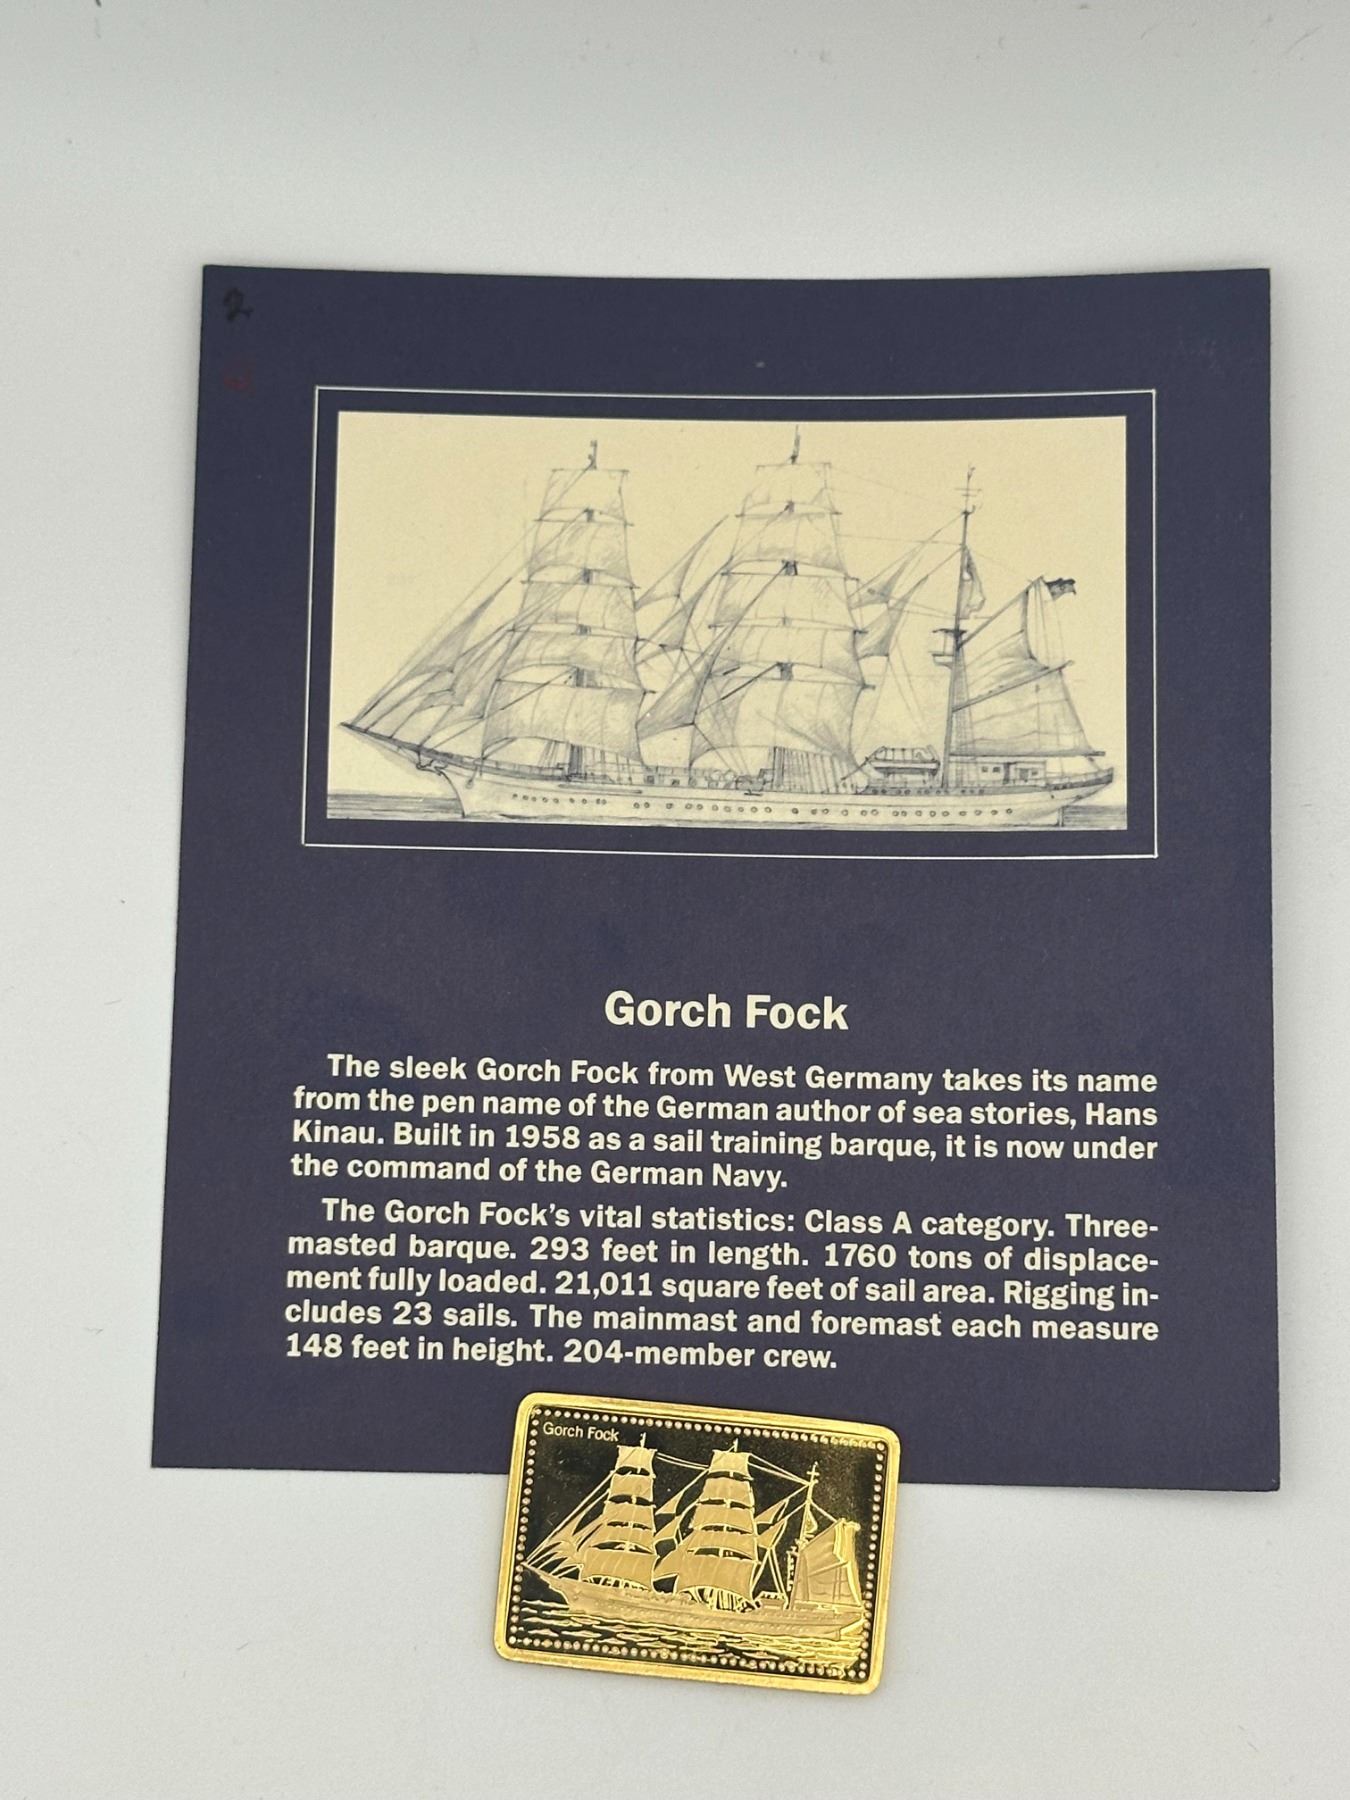 2
Gorch Fock
The sleek Gorch Fock from West Germany takes its name
from the pen name of the German author of sea stories, Hans
Kinau. Built in 1958 as a sail training barque, it is now under
the command of the German Navy.
The Gorch Fock's vital statistics: Class A category. Three-
masted barque. 293 feet in length. 1760 tons of displace-
ment fully loaded. 21,011 square feet of sail area. Rigging in-
cludes 23 sails. The mainmast and foremast each measure
148 feet in height. 204-member crew.
Gorch Fock